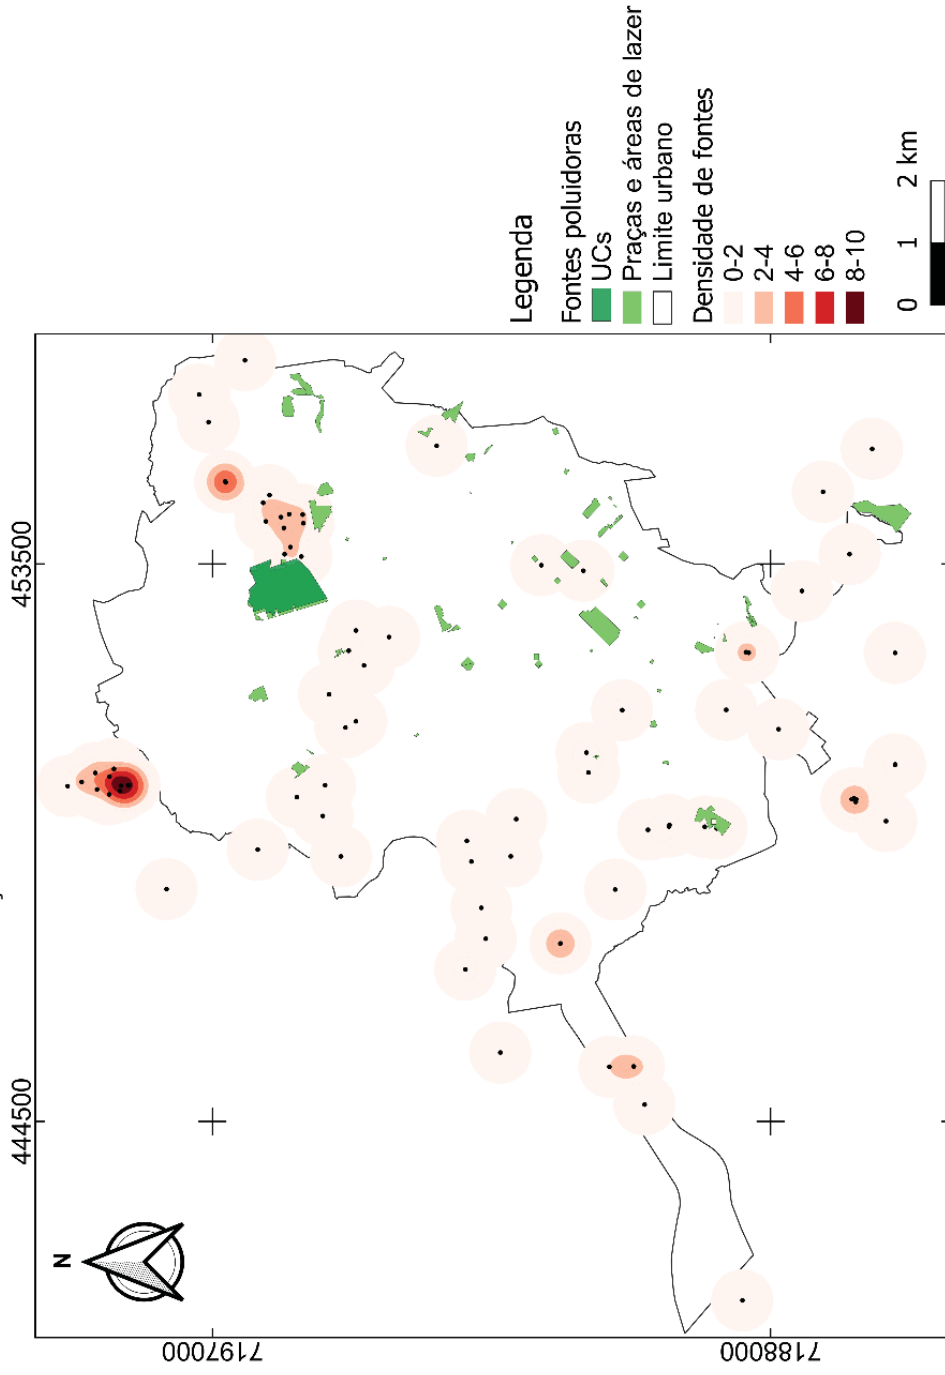 N
444500
453500
7197000
7188000
Legenda
Fontes poluidoras
UCs
Praças e áreas de lazer
Limite urbano
Densidade de fontes
0-2
2-4
4-6
6-8
8-10
0 1 2 km